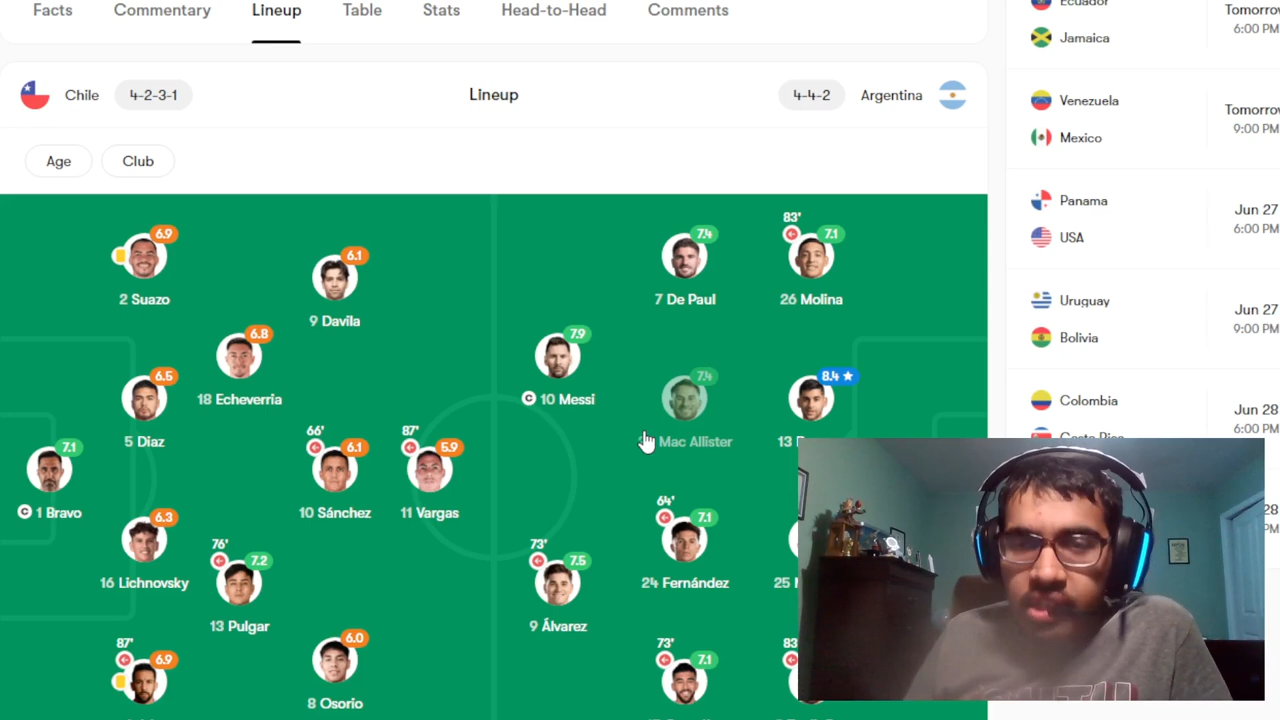 Facts
Commentary
Lineup
Table
Stats
Head-to-Head
Comments
Chile
4-2-3-1
Lineup
4-4-2
Argentina
Age
Club
6.9
2 Suazo
6.1
9 Davila
6.8
18 Echeverria
6.5
5 Diaz
7.1
C 1 Bravo
66'
6.1
10 Sánchez
87'
5.9
11 Vargas
6.3
16 Lichnovsky
76'
7.2
13 Pulgar
87'
6.9
6.0
8 Osorio
7.4
7 De Paul
83'
7.1
26 Molina
7.9
C 10 Messi
7.4
Mac Allister
8.4
13
64'
7.1
24 Fernández
25
73'
7.5
9 Álvarez
73'
7.1
83'
Ecuador
Jamaica
6:00 PM
Venezuela
Mexico
9:00 PM
Panama
USA
Jun 27
6:00 PM
Uruguay
Bolivia
Jun 27
9:00 PM
Colombia
Jun 28
6:00 PM